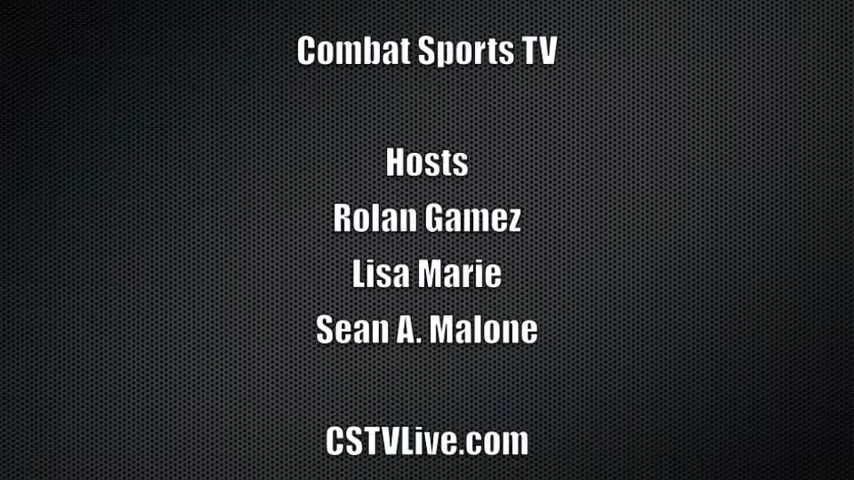 Combat Sports TV
Hosts
Rolan Gamez
Lisa Marie
Sean A. Malone
CSTVLive.com